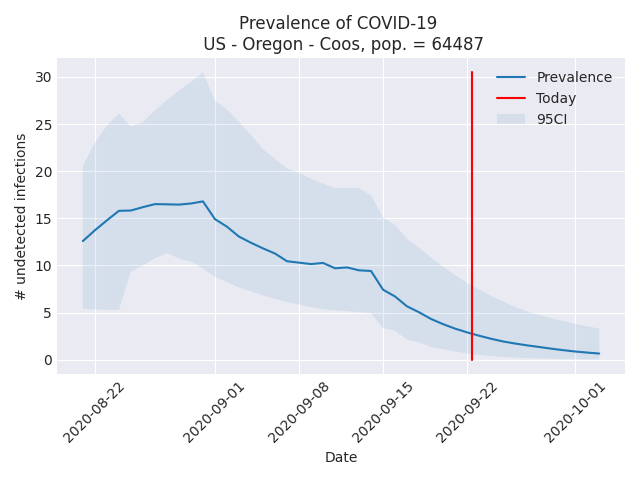 Prevalence of COVID-19
US - Oregon - Coos, pop. = 64487
Prevalence
Today
95CI
# undetected infections
30
25
20
15
10
5
0
2020-08-22
2020-09-01
2020-09-08
2020-09-15
2020-09-22
2020-10-01
Date